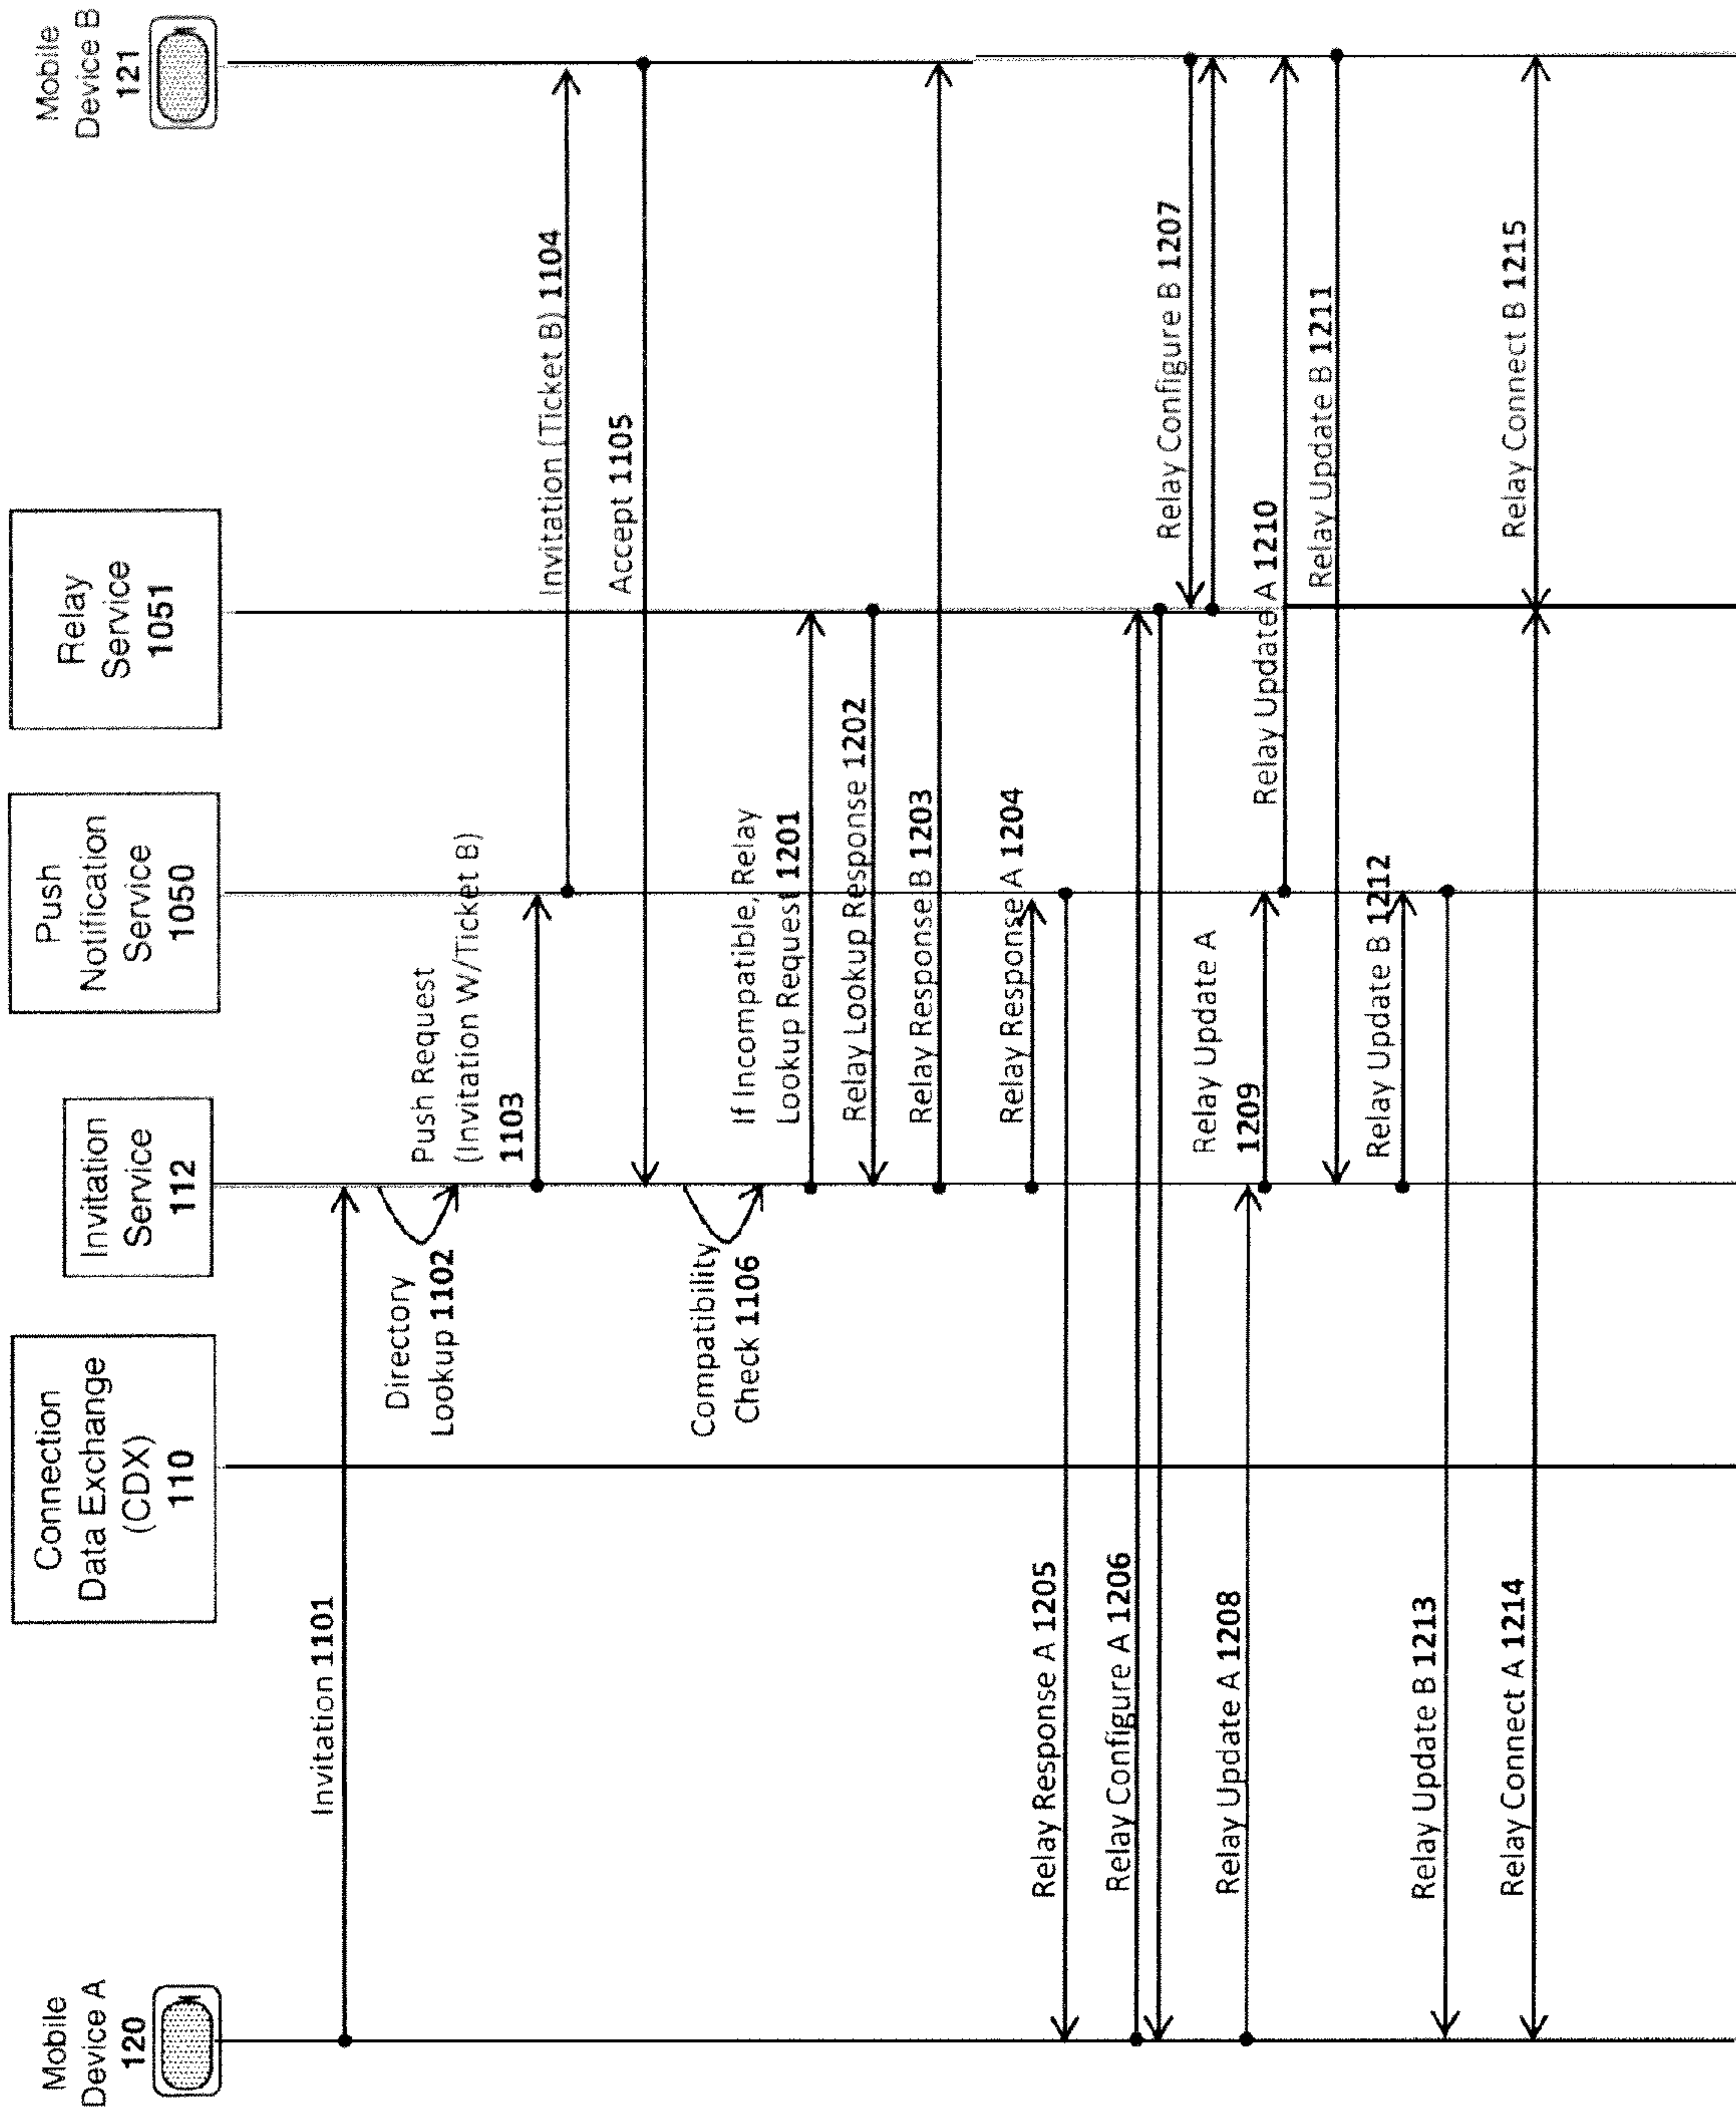 Mobile
Device A
120
Connection
Data Exchange
(CDX)
110
Invitation
Service
112
Push
Notification
Service
1050
Relay
Service
1051
Mobile
Device B
121
Invitation 1101
Directory
Lookup 1102
Push Request
(Invitation W/Ticket B)
1103
Invitation (Ticket B) 1104
Accept 1105
Compatibility
Check 1106
If Incompatible, Relay
Lookup Request 1201
Relay Lookup Response 1202
Relay Response B 1203
Relay Response A 1204
Relay Response A 1205
Relay Configure A 1206
Relay Configure B 1207
Relay Update A 1208
Relay Update A
1209
Relay Update A 1210
Relay Update B 1211
Relay Update B 1212
Relay Update B 1213
Relay Connect A 1214
Relay Connect B 1215